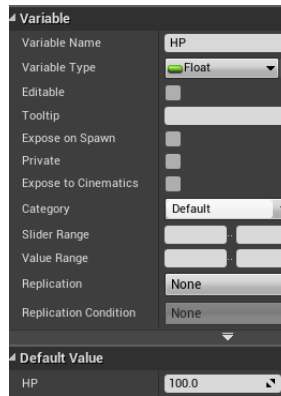 Variable
Variable Name HP
Variable Type Float
Editable
Tooltip
Expose on Spawn
Private
Expose to Cinematics
Category Default
Slider Range ..
Value Range ..
Replication None
Replication Condition None
Default Value
HP 100.0